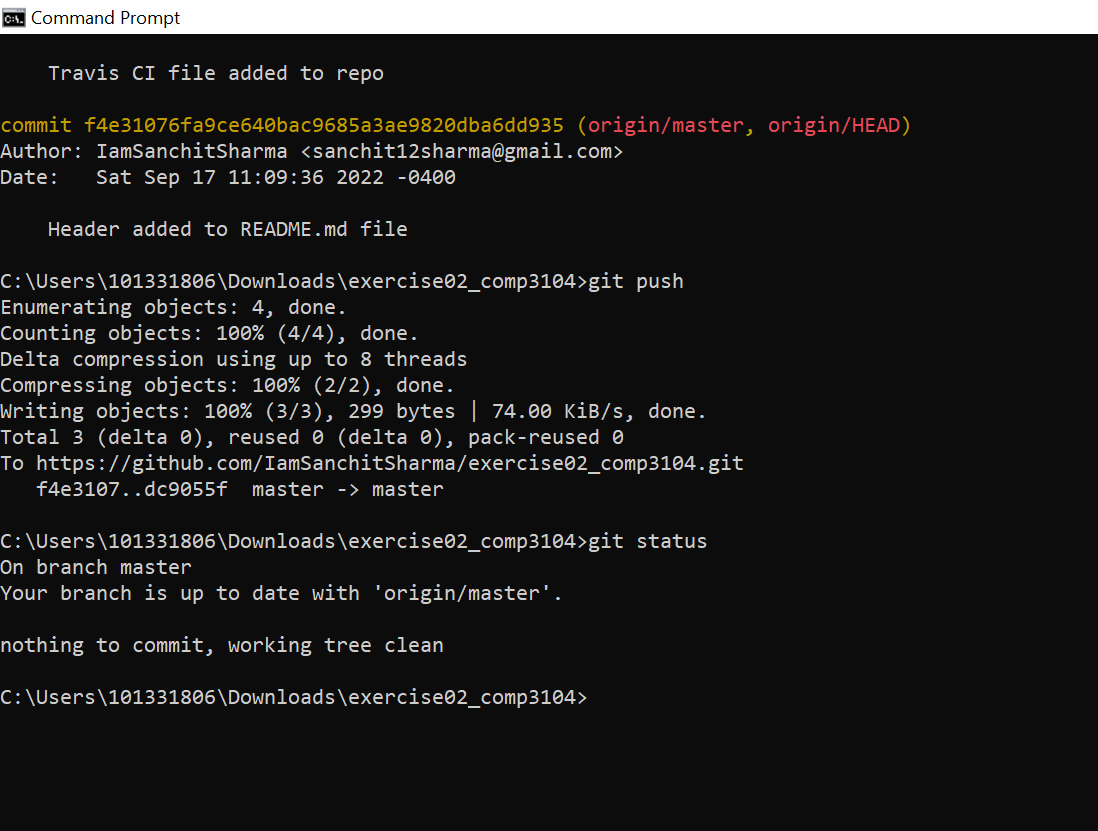 Command Prompt
Travis CI file added to repo
commit f4e31076fa9ce640bac9685a3ae9820dba6dd935 (origin/master, origin/HEAD)
Author: IamSanchitSharma <sanchit12sharma@gmail.com>
Date:   Sat Sep 17 11:09:36 2022 -0400
Header added to README.md file
C:\Users\101331806\Downloads\exercise02_comp3104>git push
Enumerating objects: 4, done.
Counting objects: 100% (4/4), done.
Delta compression using up to 8 threads
Compressing objects: 100% (2/2), done.
Writing objects: 100% (3/3), 299 bytes | 74.00 KiB/s, done.
Total 3 (delta 0), reused 0 (delta 0), pack-reused 0
To https://github.com/IamSanchitSharma/exercise02_comp3104.git
   f4e3107..dc9055f  master -> master
C:\Users\101331806\Downloads\exercise02_comp3104>git status
On branch master
Your branch is up to date with 'origin/master'.
nothing to commit, working tree clean
C:\Users\101331806\Downloads\exercise02_comp3104>